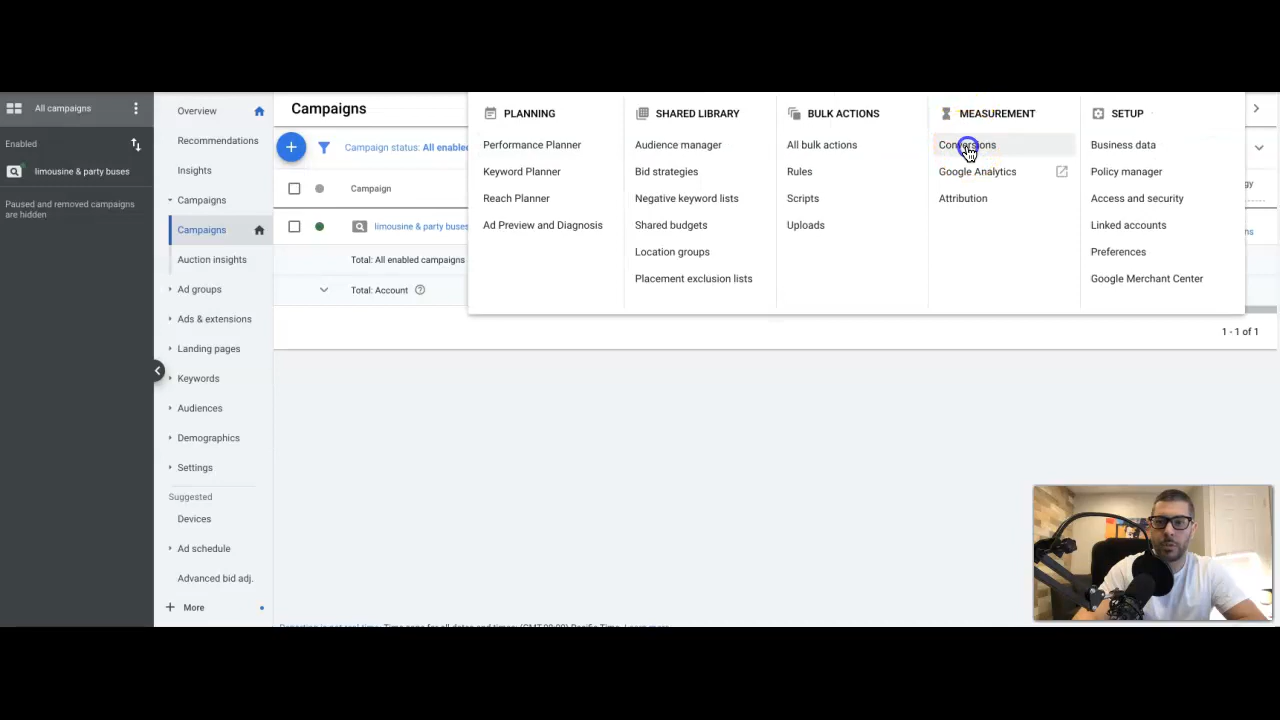 All campaigns
Enabled
limousine & party buses
Paused and removed campaigns
are hidden
Overview
Recommendations
Insights
Campaigns
Campaigns
Auction insights
Ad groups
Ads & extensions
Landing pages
Keywords
Audiences
Demographics
Settings
Suggested
Devices
Ad schedule
Advanced bid adj.
More
Campaigns
Campaign status: All enabled
Campaign
limousine & party buses
Total: All enabled campaigns
Total: Account
PLANNING
Performance Planner
Keyword Planner
Reach Planner
Ad Preview and Diagnosis
SHARED LIBRARY
Audience manager
Bid strategies
Negative keyword lists
Shared budgets
Location groups
Placement exclusion lists
BULK ACTIONS
All bulk actions
Rules
Scripts
Uploads
MEASUREMENT
Conversions
Google Analytics
Attribution
SETUP
Business data
Policy manager
Access and security
Linked accounts
Preferences
Google Merchant Center
1 - 1 of 1